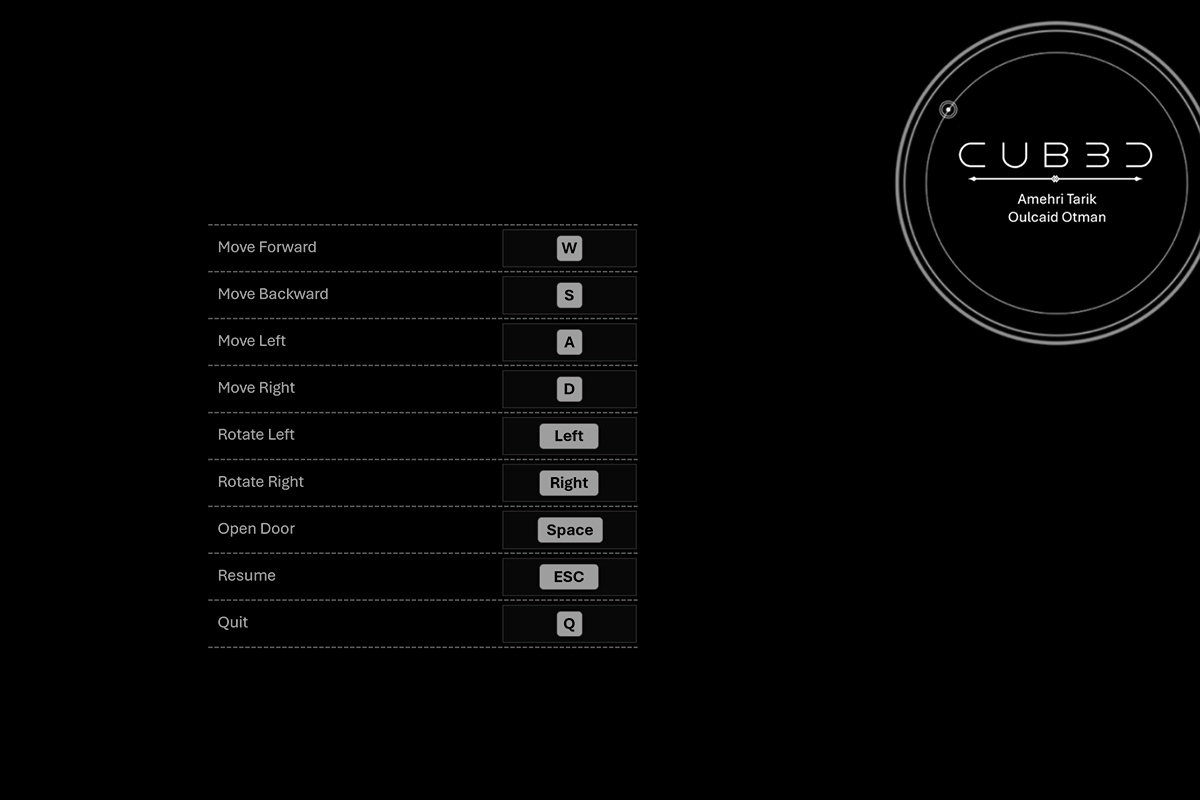 CUB3D
Amehri Tarik
Oulcaid Otman
Move Forward W
Move Backward S
Move Left A
Move Right D
Rotate Left Left
Rotate Right Right
Open Door Space
Resume ESC
Quit Q